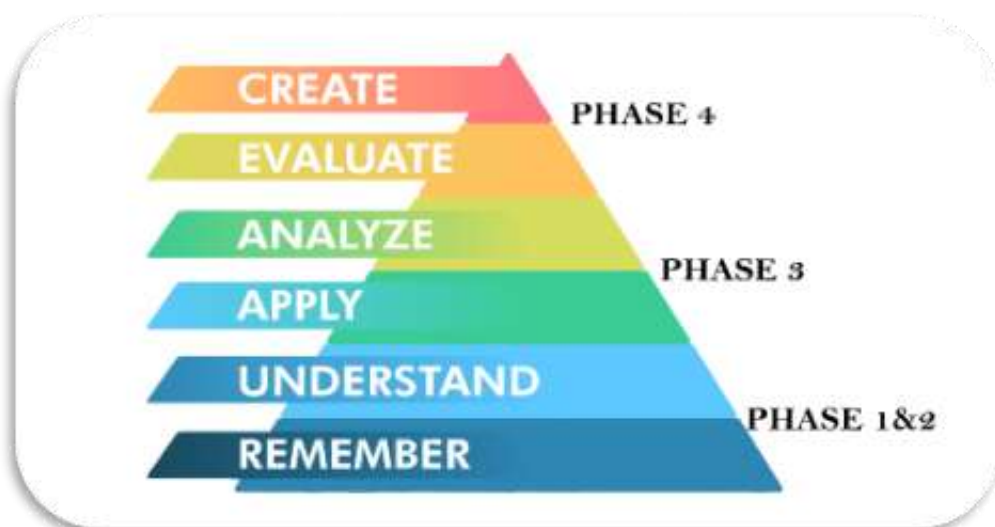 CREATE
PHASE 4
EVALUATE
ANALYZE
PHASE 3
APPLY
UNDERSTAND
PHASE 1&2
REMEMBER